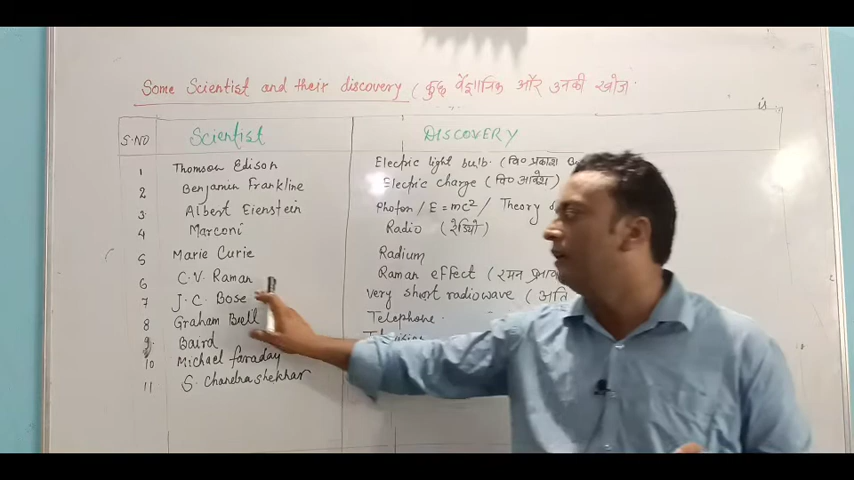 Some Scientist and their discovery ( कुछ वैज्ञानिक और उनकी खोज
is
S.NO Scientist DISCOVERY
1 Thomson Edison Electric light bulb. (वि० प्रकाश
2 Benjamin Frankline Electric charge (वि० आवेश)
3 Albert Eienstein Photon / E = mc² / Theory
4 Marconi Radio (रेडियो)
5 Marie Curie Radium
6 C.V. Raman Raman effect (रमन
7 J.C. Bose very short radiowave (अति
8 Graham Bell Telephone.
9 Baird
10 Michael faraday
11 S. Chandrashekhar